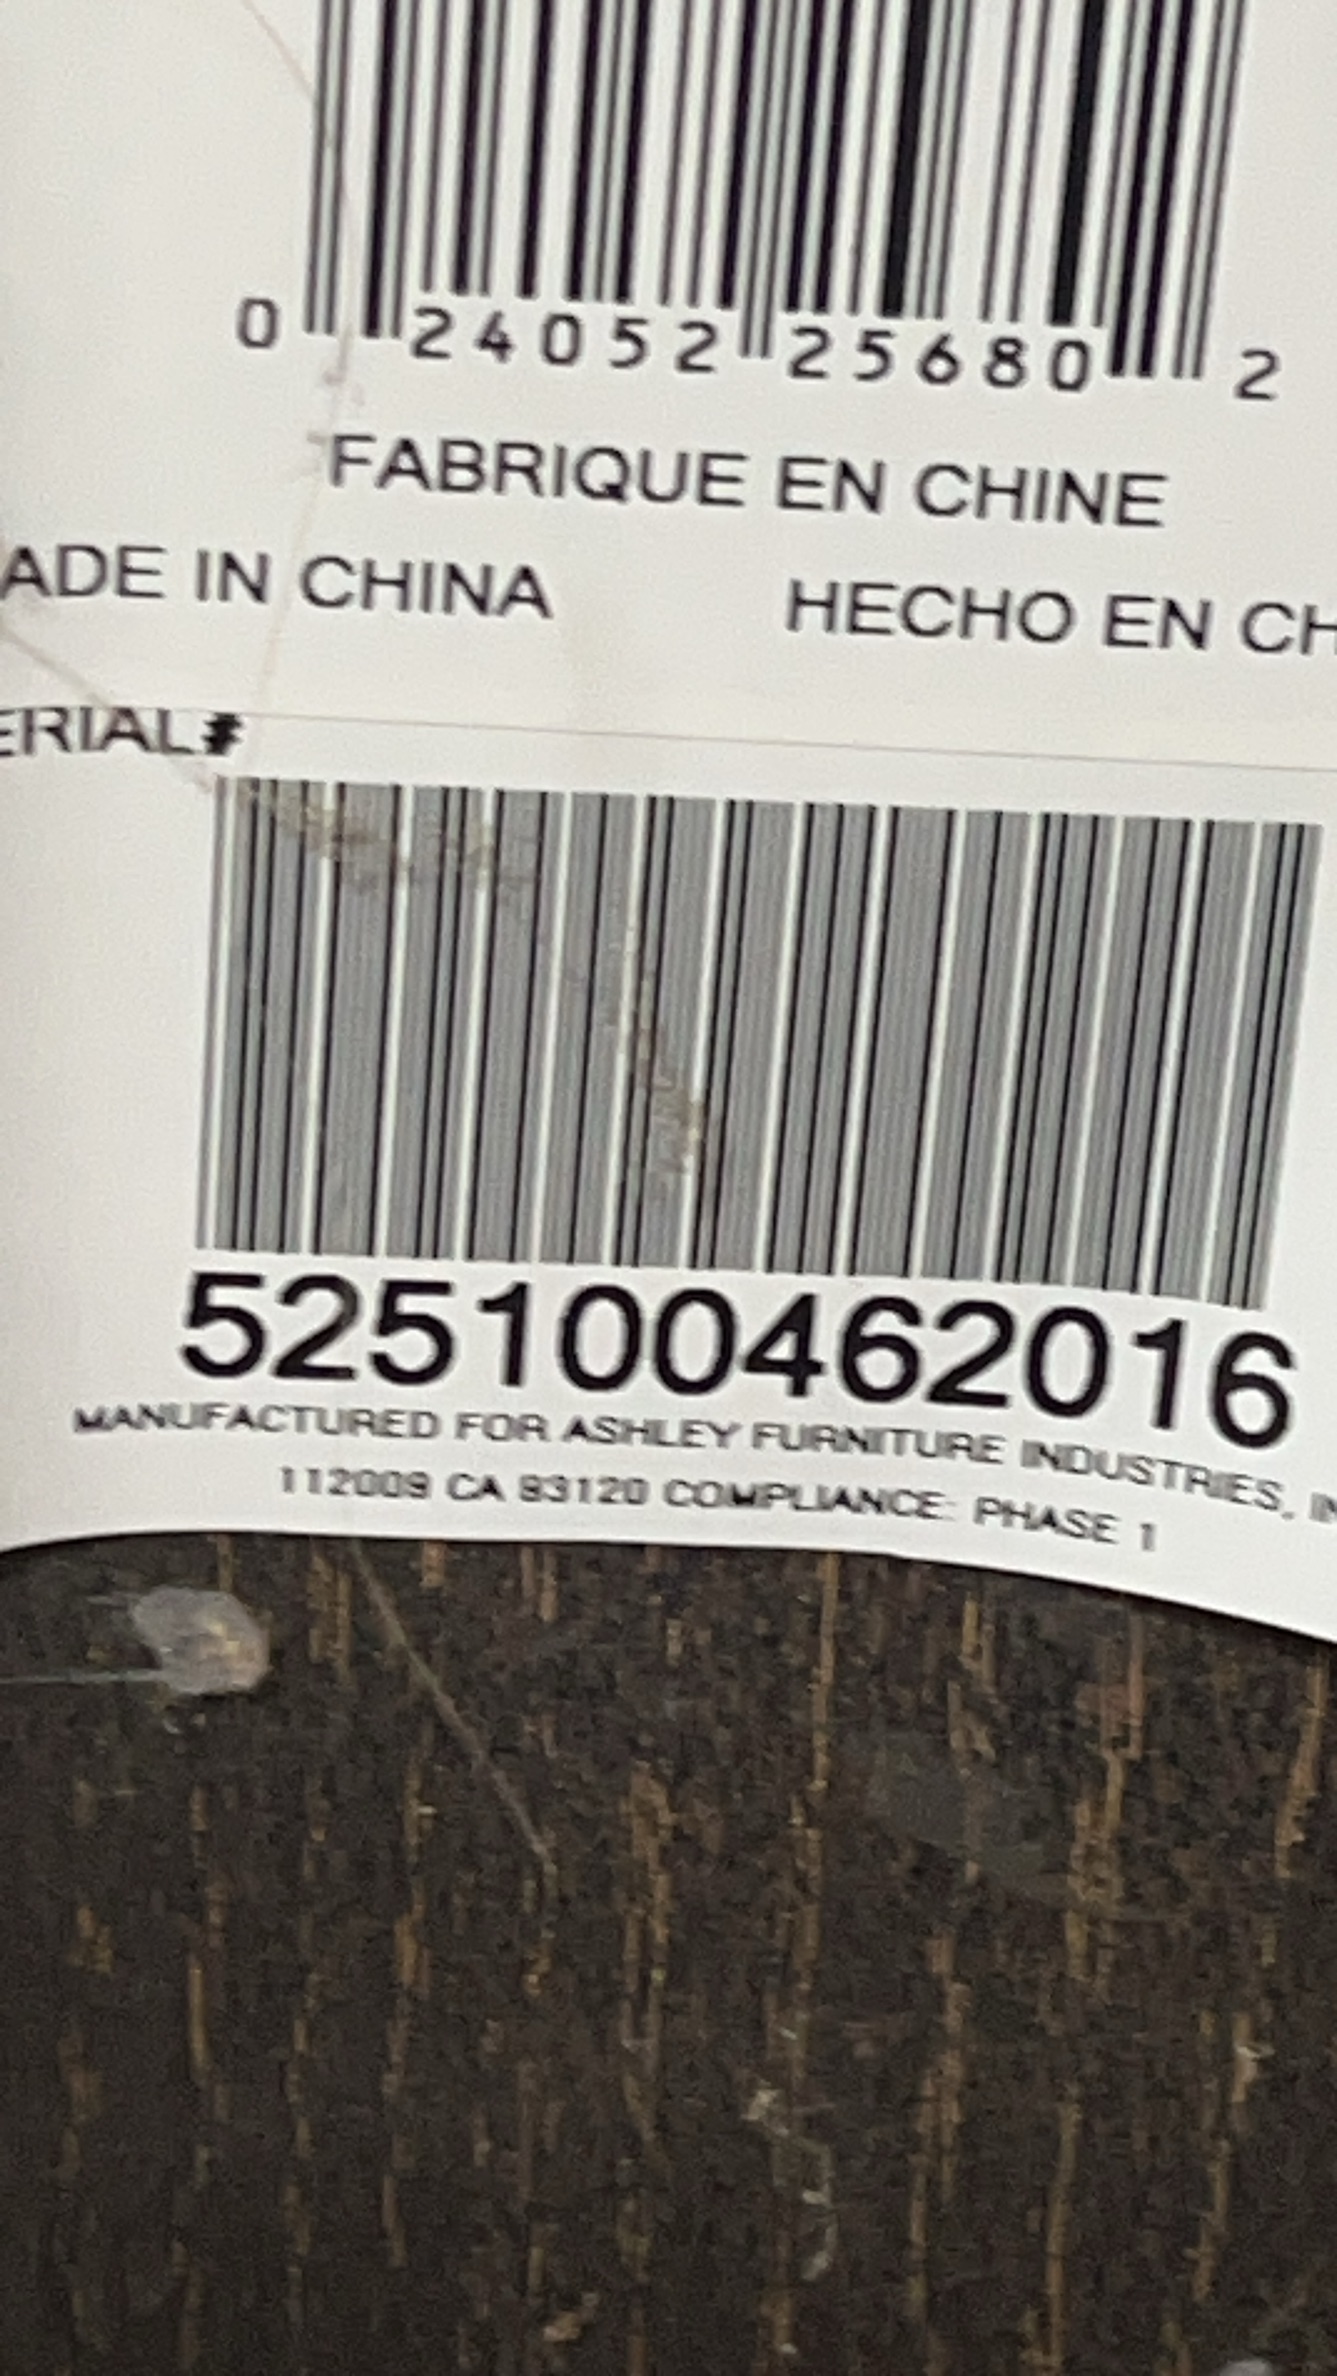 0 24052 25680 2
FABRIQUE EN CHINE
ADE IN CHINA HECHO EN CH
ERIAL#
525100462016
MANUFACTURED FOR ASHLEY FURNITURE INDUSTRIES, IN
112009 CA 93120 COMPLIANCE: PHASE 1